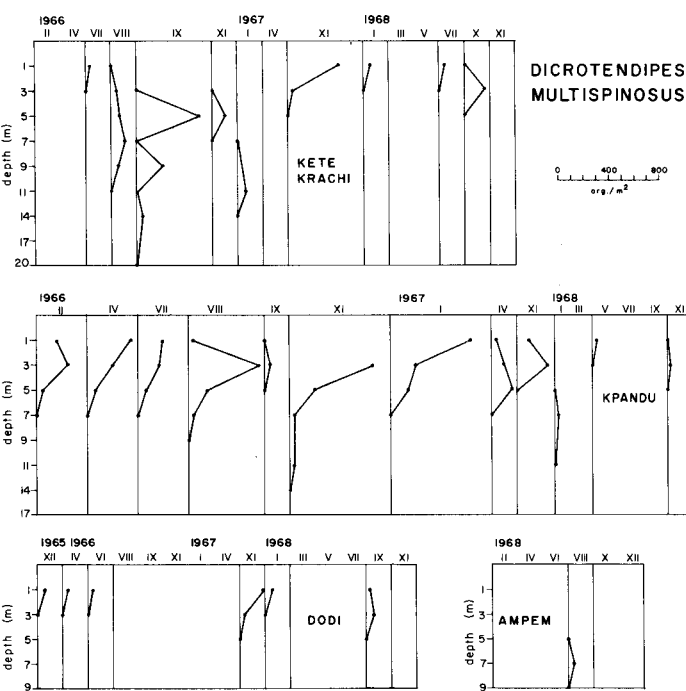 1966 1967 1968
II IV VII VIII IX XI I IV XI I III V VII X XI
DICROTENDIPES
MULTISPINOSUS
0 400 800
org./m²
depth (m)
1
3
5
7
9
11
14
17
20
KETE
KRACHI
1966 1967 1968
II IV VII VIII IX XI I IV XI I III V VII IX XI
depth (m)
1
3
5
7
9
11
14
17
KPANDU
1965 1966 1967 1968
XII IV VI VIII IX XI I IV XI I III V VII IX XI
depth (m)
1
3
5
7
9
DODI
1968
II IV VI VIII X XII
depth (m)
1
3
5
7
9
AMPEM